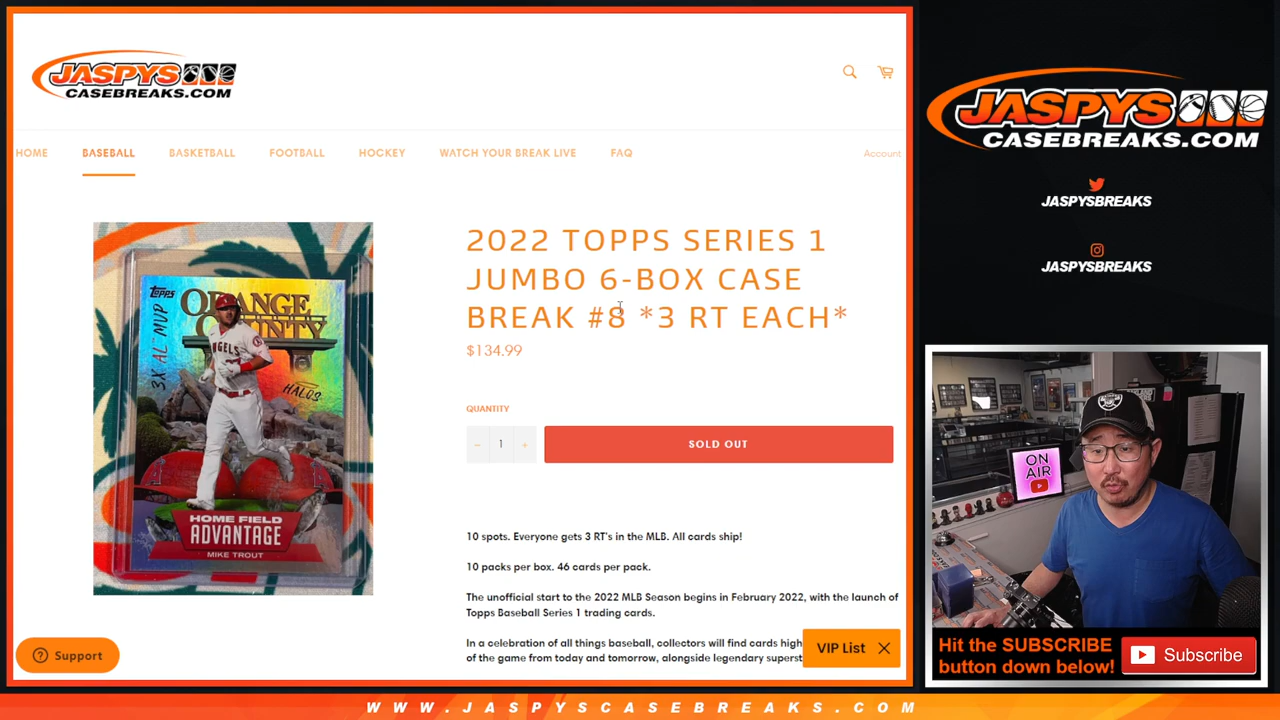 JASPYS
CASEBREAKS.COM
HOME
BASEBALL
BASKETBALL
FOOTBALL
HOCKEY
WATCH YOUR BREAK LIVE
FAQ
Account
Topps
ORANGE
COUNTY
3X AL MVP
ANGELS
HALOS
HOME FIELD
ADVANTAGE
MIKE TROUT
2022 TOPPS SERIES 1
JUMBO 6-BOX CASE
BREAK #8 *3 RT EACH*
$134.99
QUANTITY
− 1 +
SOLD OUT
10 spots. Everyone gets 3 RT's in the MLB. All cards ship!
10 packs per box. 46 cards per pack.
The unofficial start to the 2022 MLB Season begins in February 2022, with the launch of
Topps Baseball Series 1 trading cards.
In a celebration of all things baseball, collectors will find cards high
of the game from today and tomorrow, alongside legendary superst
Support
VIP List
JASPYS
CASEBREAKS.COM
JASPYSBREAKS
JASPYSBREAKS
ON
AIR
Hit the SUBSCRIBE
button down below!
Subscribe
WWW.JASPYSCASEBREAKS.COM